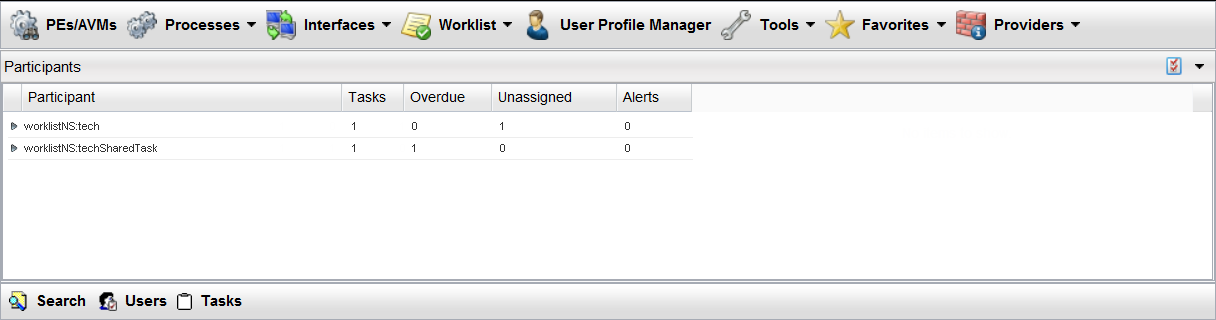 PEs/AVMs Processes Interfaces Worklist User Profile Manager Tools Favorites Providers
Participants
Participant Tasks Overdue Unassigned Alerts
worklistNS:tech 1 0 1 0
worklistNS:techSharedTask 1 1 0 0
Search Users Tasks